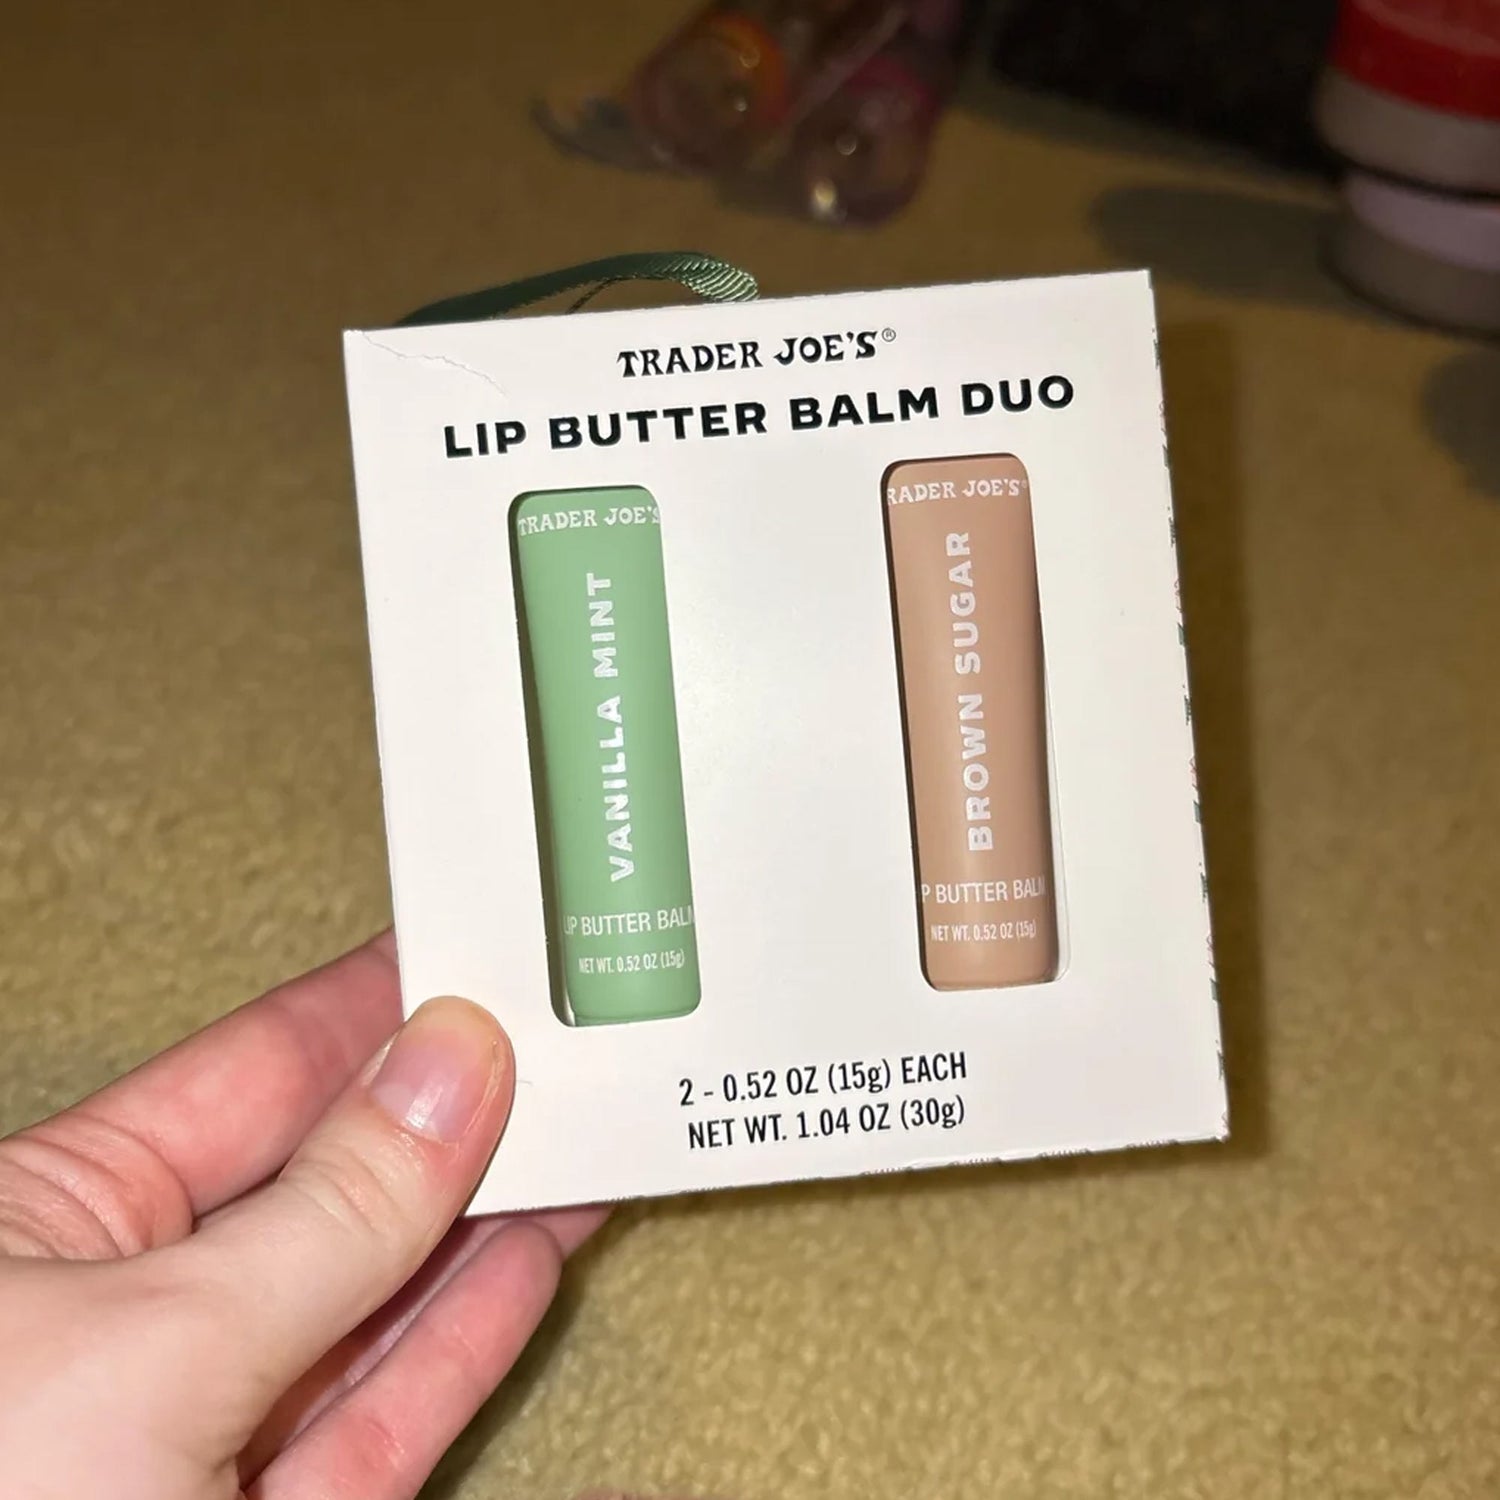 TRADER JOE'S®
LIP BUTTER BALM DUO
TRADER JOE'S
VANILLA MINT
LIP BUTTER BALM
NET WT. 0.52 OZ (15g)
RADER JOE'S®
BROWN SUGAR
P BUTTER BALM
NET WT. 0.52 OZ (15g)
2 - 0.52 OZ (15g) EACH
NET WT. 1.04 OZ (30g)